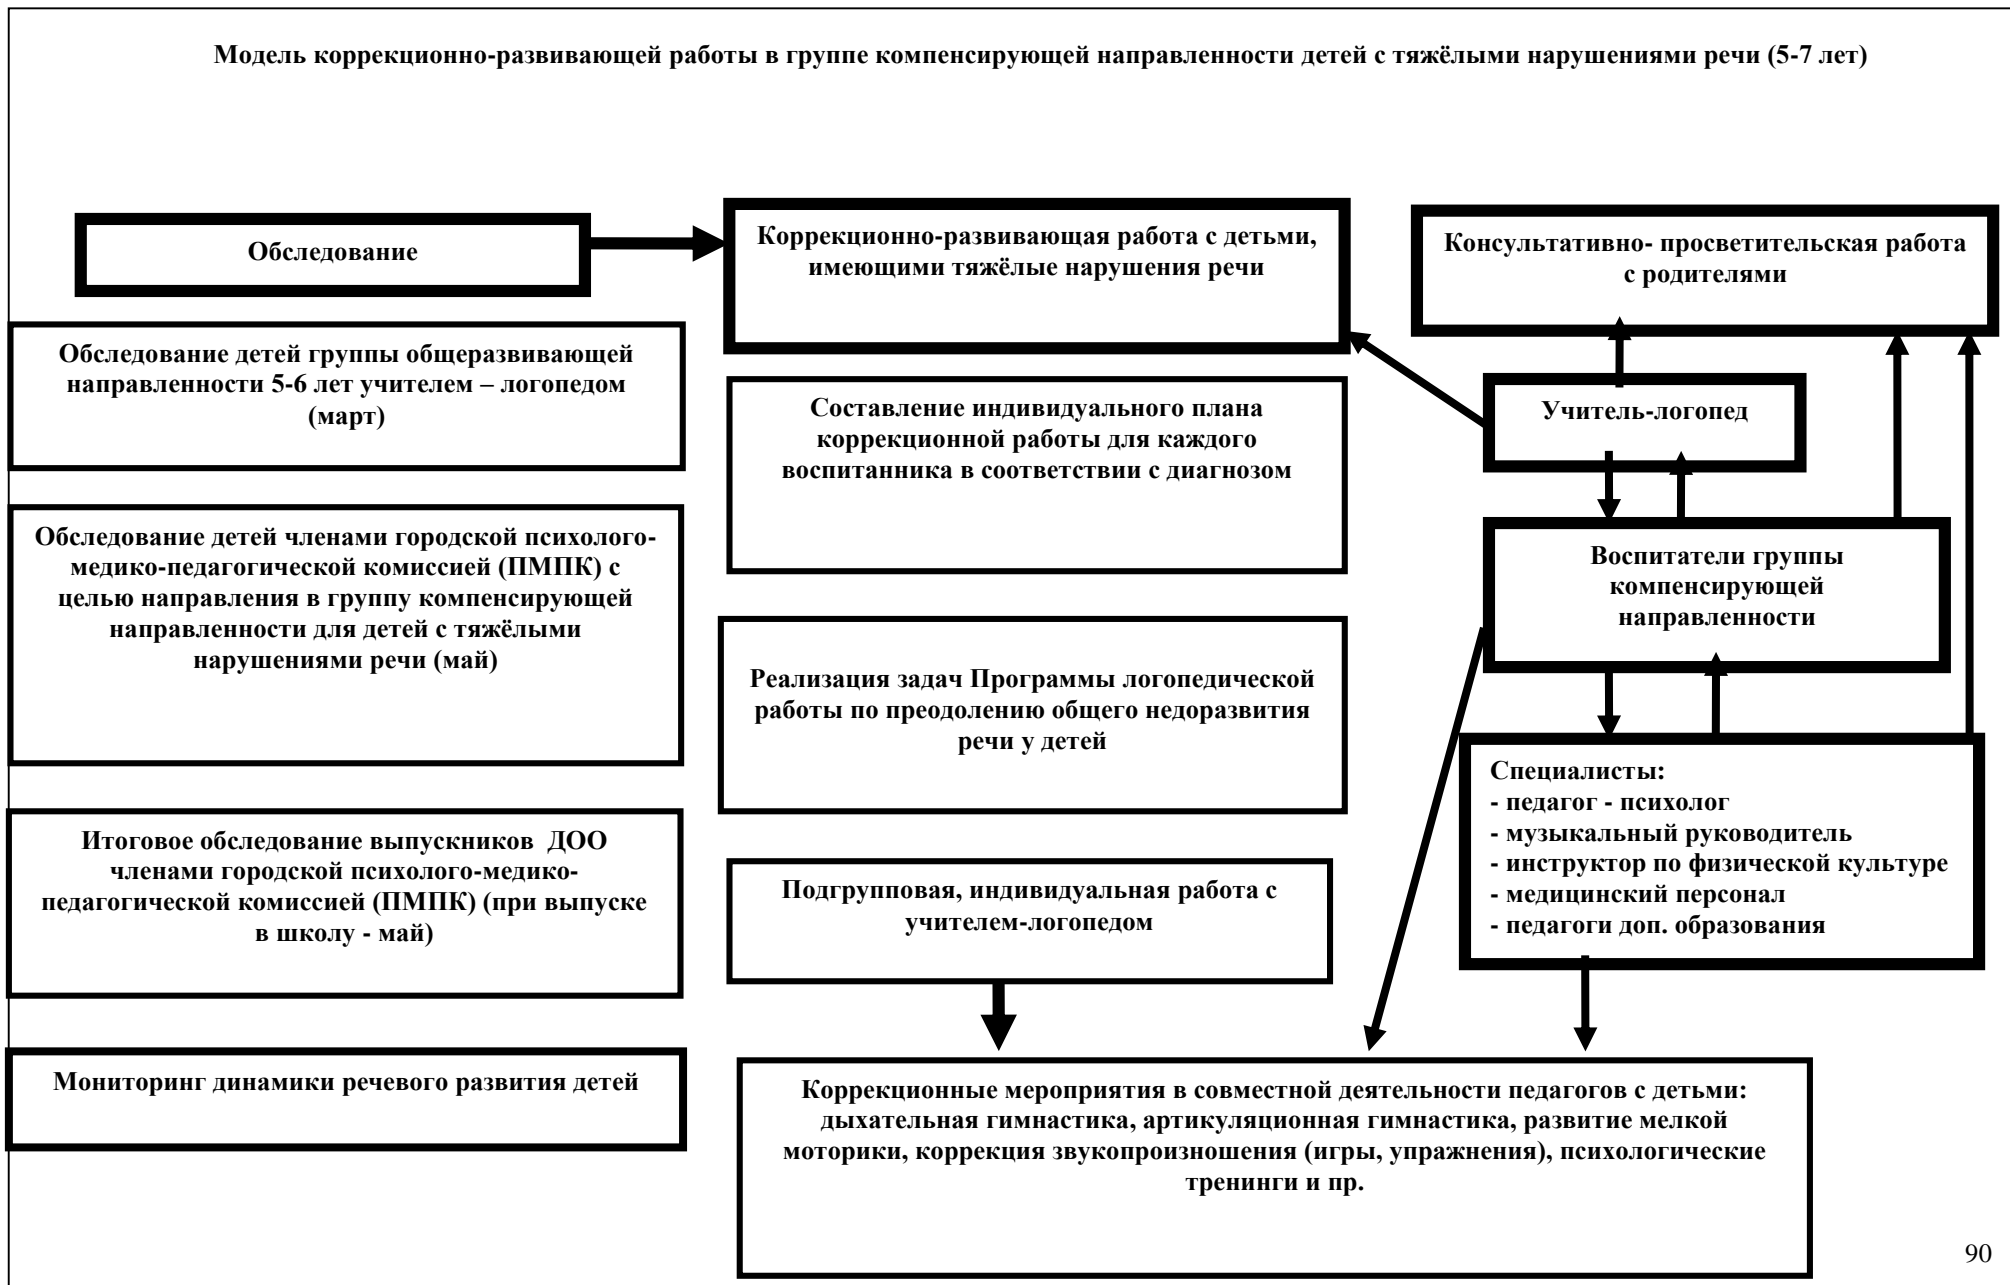 Модель коррекционно-развивающей работы в группе компенсирующей направленности детей с тяжёлыми нарушениями речи (5-7 лет)
Обследование
Обследование детей группы общеразвивающей
направленности 5-6 лет учителем – логопедом
(март)
Обследование детей членами городской психолого-
медико-педагогической комиссией (ПМПК) с
целью направления в группу компенсирующей
направленности для детей с тяжёлыми
нарушениями речи (май)
Итоговое обследование выпускников  ДОО
членами городской психолого-медико-
педагогической комиссией (ПМПК) (при выпуске
в школу - май)
Мониторинг динамики речевого развития детей
Коррекционно-развивающая работа с детьми,
имеющими тяжёлые нарушения речи
Составление индивидуального плана
коррекционной работы для каждого
воспитанника в соответствии с диагнозом
Реализация задач Программы логопедической
работы по преодолению общего недоразвития
речи у детей
Подгрупповая, индивидуальная работа с
учителем-логопедом
Консультативно- просветительская работа
с родителями
Учитель-логопед
Воспитатели группы
компенсирующей
направленности
Специалисты:
- педагог - психолог
- музыкальный руководитель
- инструктор по физической культуре
- медицинский персонал
- педагоги доп. образования
Коррекционные мероприятия в совместной деятельности педагогов с детьми:
дыхательная гимнастика, артикуляционная гимнастика, развитие мелкой
моторики, коррекция звукопроизношения (игры, упражнения), психологические
тренинги и пр.
90